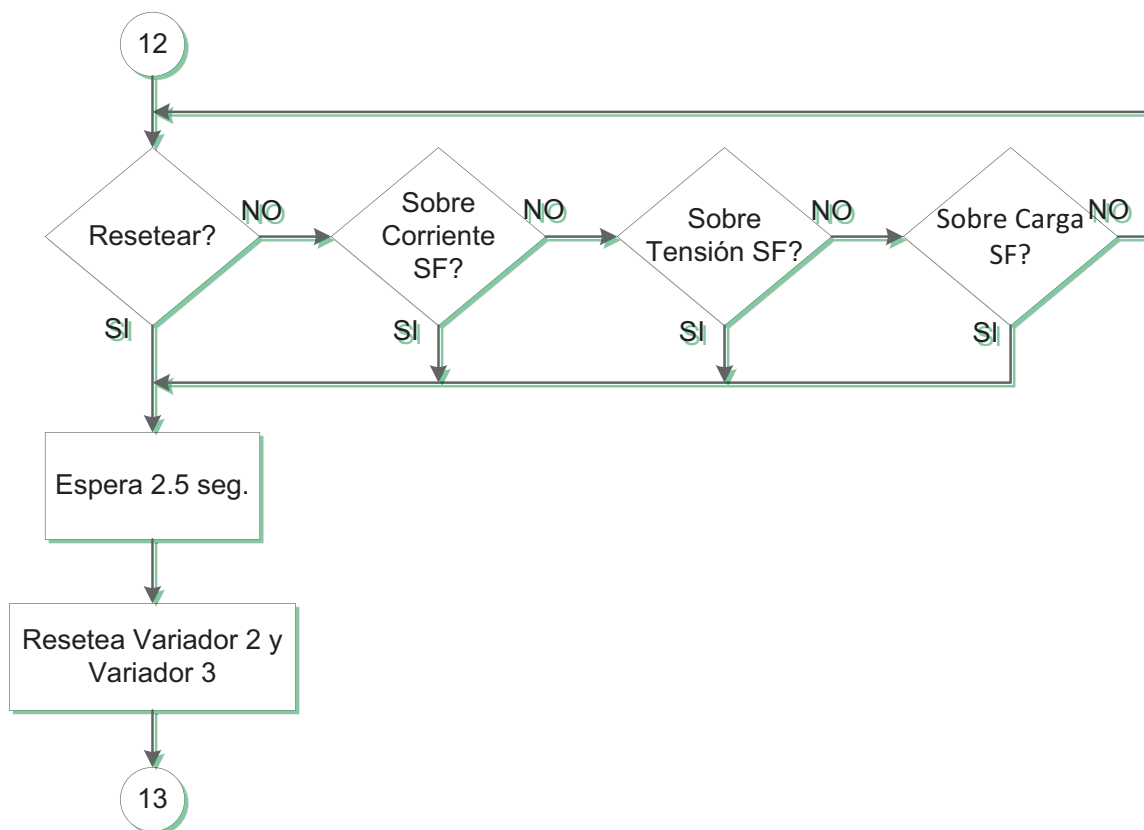 12
Resetear?
NO
Sobre
Corriente
SF?
NO
Sobre
Tensión SF?
NO
Sobre Carga
SF?
NO
SI
SI
SI
SI
Espera 2.5 seg.
Resetea Variador 2 y
Variador 3
13